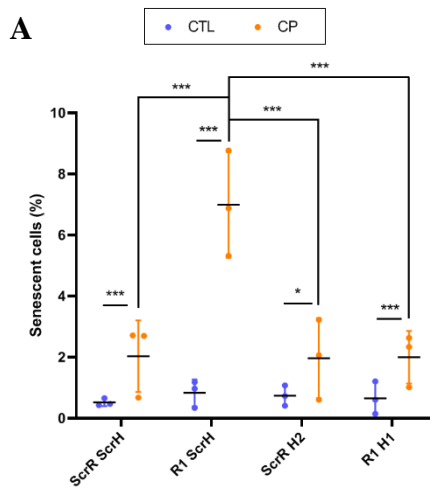 A
CTL CP
***
***
***
***
***
*
***
Senescent cells (%)
10
8
6
4
2
0
ScrR ScrH
R1 ScrH
ScrR H2
R1 H1